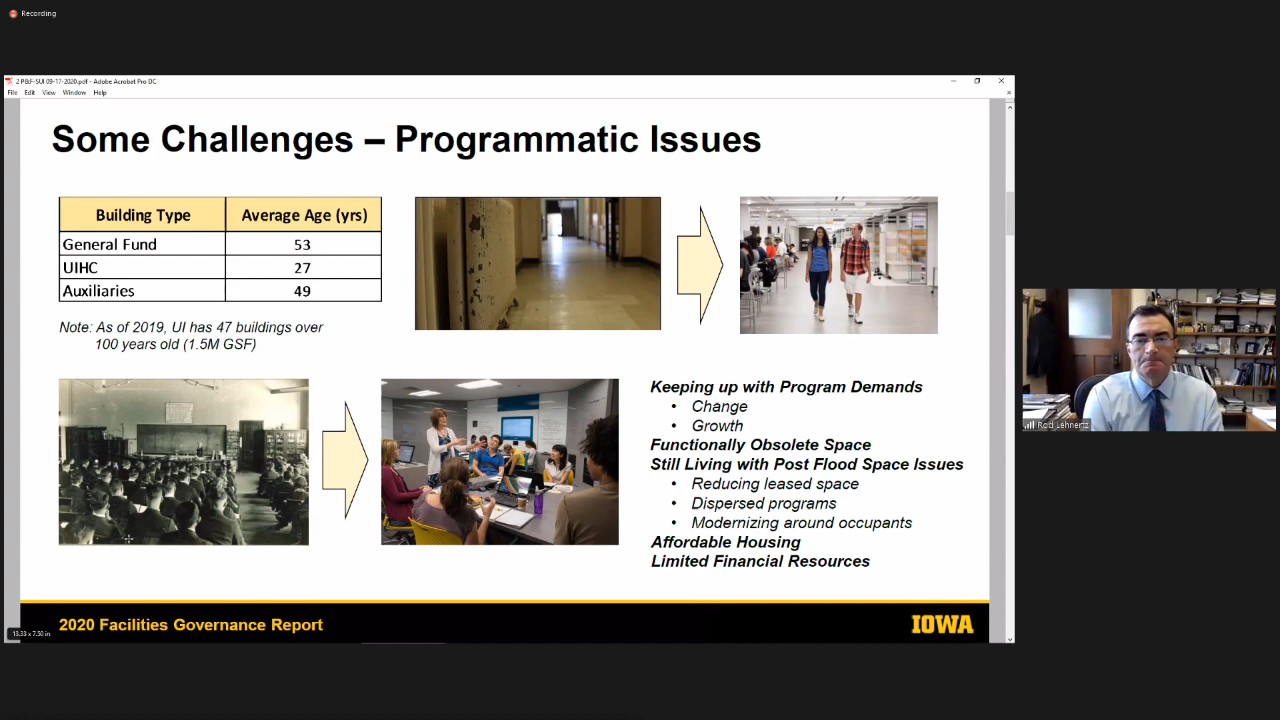 Recording
2 P&F-SUI 09-17-2020.pdf - Adobe Acrobat Pro DC
File Edit View Window Help
Some Challenges – Programmatic Issues
Building Type Average Age (yrs)
General Fund 53
UIHC 27
Auxiliaries 49
Note: As of 2019, UI has 47 buildings over
100 years old (1.5M GSF)
Keeping up with Program Demands
• Change
• Growth
Functionally Obsolete Space
Still Living with Post Flood Space Issues
• Reducing leased space
• Dispersed programs
• Modernizing around occupants
Affordable Housing
Limited Financial Resources
2020 Facilities Governance Report
IOWA
13.33 x 7.50 in
Rod Lehnertz